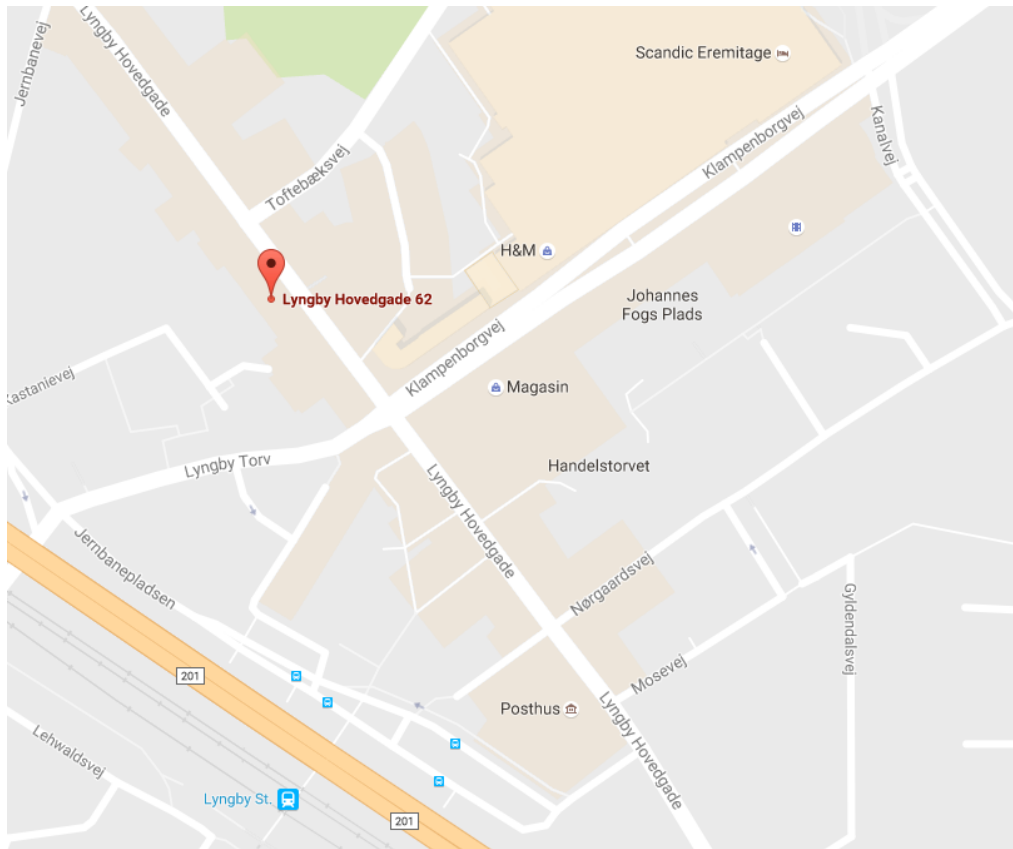 Lyngby Hovedgade
Jernbanevej
Scandic Eremitage
Klampenborgvej
Kanalvej
Toftebæksvej
H&M
Lyngby Hovedgade 62
Johannes
Fogs Plads
Klampenborgvej
Kastanievej
Magasin
Lyngby Torv
Handelstorvet
Lyngby Hovedgade
Jernbanepladsen
Nørgaardsvej
Gyldendalsvej
201
Mosevej
Posthus
Lyngby Hovedgade
Lehwaldsvej
Lyngby St.
201